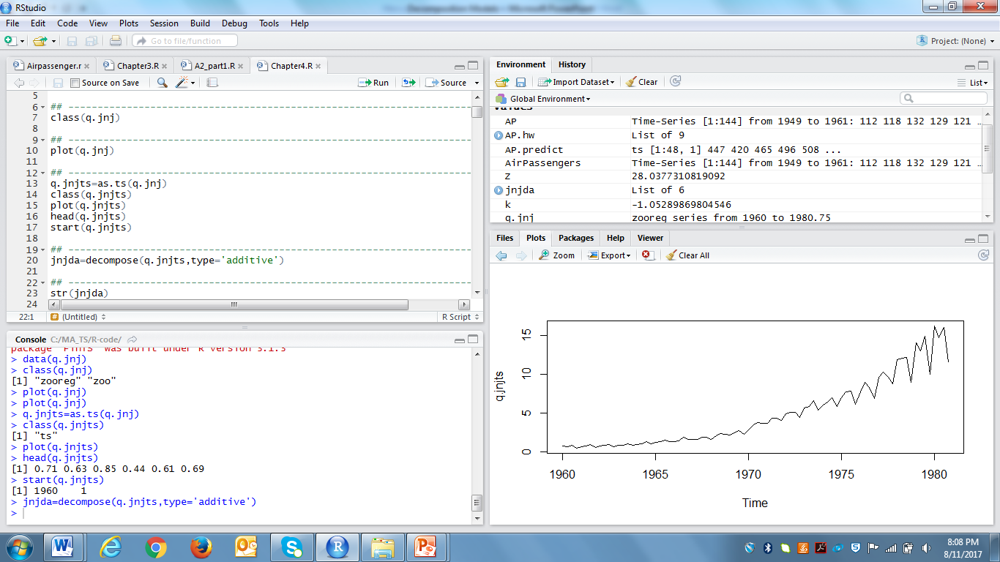 Decomposition Models - Microsoft PowerPoint
RStudio
File Edit Code View Plots Session Build Debug Tools Help
Go to file/function
Project: (None)
Airpassenger.r
Chapter3.R
A2_part1.R
Chapter4.R
Source on Save
Run
Source
5
6 ## ---------------------------------------------------------------------
7 class(q.jnj)
8
9 ## ---------------------------------------------------------------------
10 plot(q.jnj)
11
12 ## ---------------------------------------------------------------------
13 q.jnjts=as.ts(q.jnj)
14 class(q.jnjts)
15 plot(q.jnjts)
16 head(q.jnjts)
17 start(q.jnjts)
18
19 ## ---------------------------------------------------------------------
20 jnjda=decompose(q.jnjts,type='additive')
21
22 ## ---------------------------------------------------------------------
23 str(jnjda)
24
22:1 # (Untitled) R Script
Console C:/MA_TS/R-code/
package 'FinTS' was built under R version 3.1.3
> data(q.jnj)
> class(q.jnj)
[1] "zooreg" "zoo"
> plot(q.jnj)
> plot(q.jnj)
> q.jnjts=as.ts(q.jnj)
> class(q.jnjts)
[1] "ts"
> plot(q.jnjts)
> head(q.jnjts)
[1] 0.71 0.63 0.85 0.44 0.61 0.69
> start(q.jnjts)
[1] 1960    1
> jnjda=decompose(q.jnjts,type='additive')
>
Environment History
Import Dataset Clear List
Global Environment
Values
AP Time-Series [1:144] from 1949 to 1961: 112 118 132 129 121 …
AP.hw List of 9
AP.predict ts [1:48, 1] 447 420 465 496 508 ...
AirPassengers Time-Series [1:144] from 1949 to 1961: 112 118 132 129 121 …
Z 28.0377310819092
jnjda List of 6
k -1.05289869804546
q.jnj zooreg series from 1960 to 1980.75
Files Plots Packages Help Viewer
Zoom Export Clear All
q.jnjts
15
10
5
0
1960 1965 1970 1975 1980
Time
8:08 PM
8/11/2017